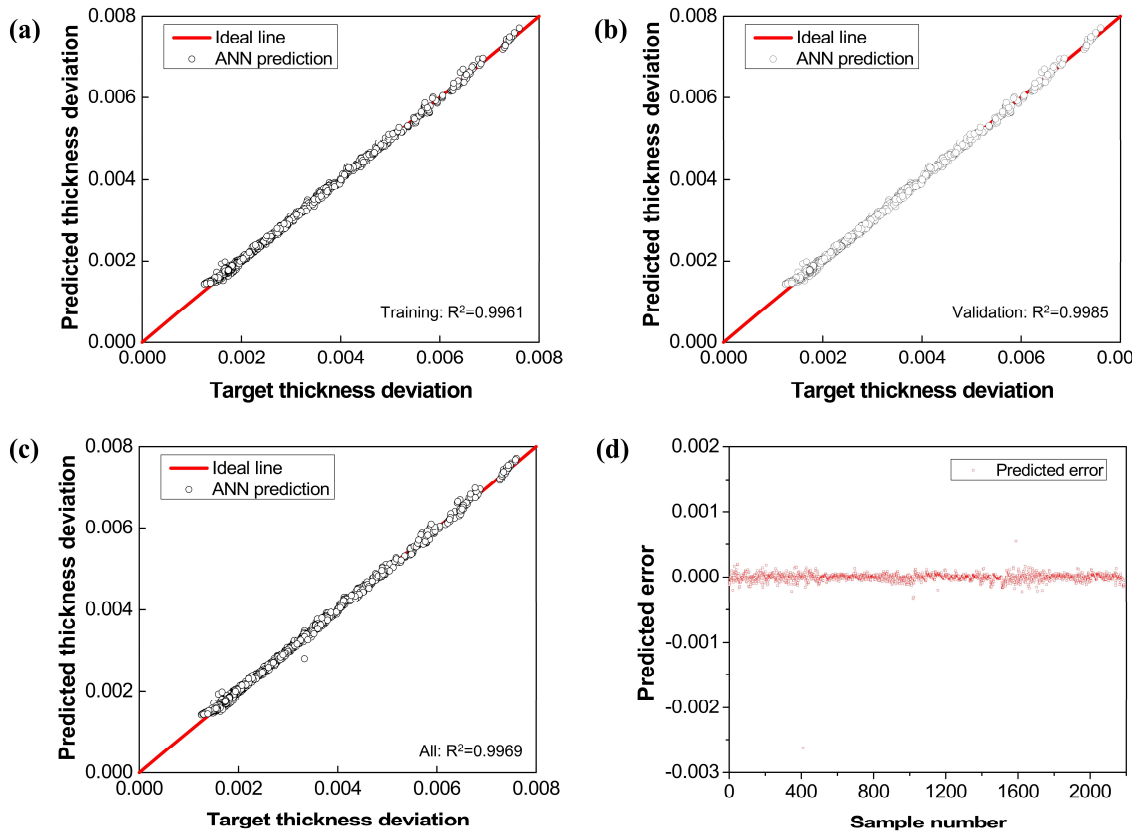 (a)
Ideal line
ANN prediction
Predicted thickness deviation
0.008
0.006
0.004
0.002
0.000
Training: R²=0.9961
0.000 0.002 0.004 0.006 0.008
Target thickness deviation
(b)
Ideal line
ANN prediction
Predicted thickness deviation
0.008
0.006
0.004
0.002
0.000
Validation: R²=0.9985
0.000 0.002 0.004 0.006 0.00
Target thickness deviation
(c)
Ideal line
ANN prediction
Predicted thickness deviation
0.008
0.006
0.004
0.002
0.000
All: R²=0.9969
0.000 0.002 0.004 0.006 0.008
Target thickness deviation
(d)
Predicted error
Predicted error
0.002
0.001
0.000
-0.001
-0.002
-0.003
0 400 800 1200 1600 2000
Sample number